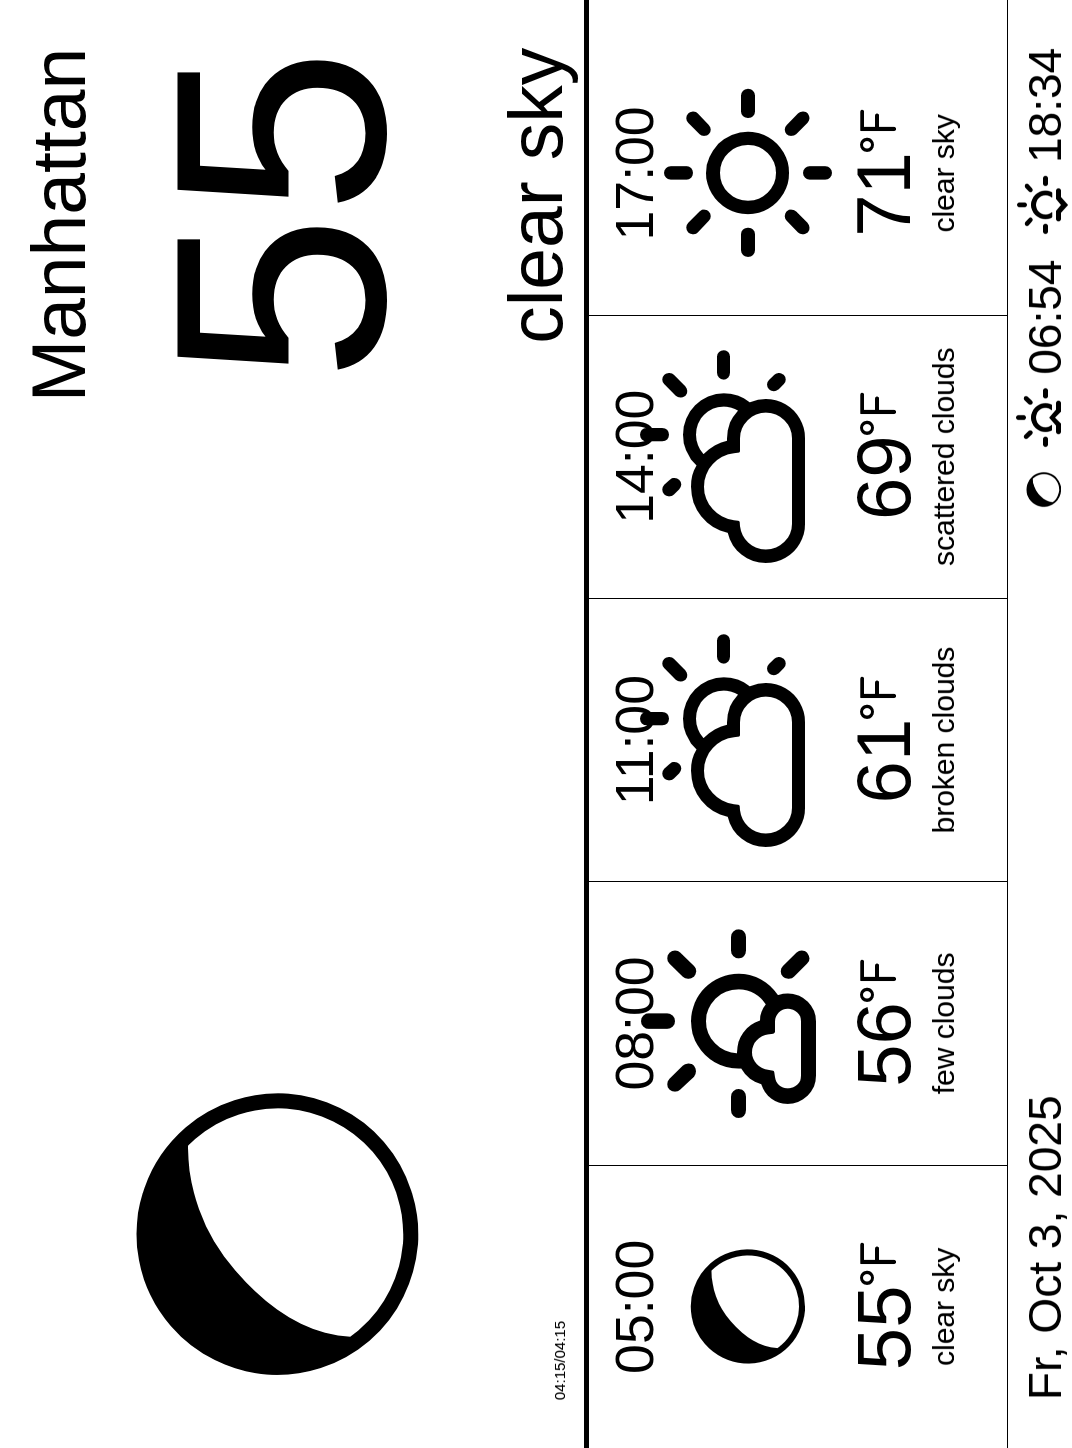 Manhattan
55
clear sky
04:15/04:15
05:00
55°F
clear sky
08:00
56°F
few clouds
11:00
61°F
broken clouds
14:00
69°F
scattered clouds
17:00
71°F
clear sky
Fr, Oct 3, 2025
06:54
18:34